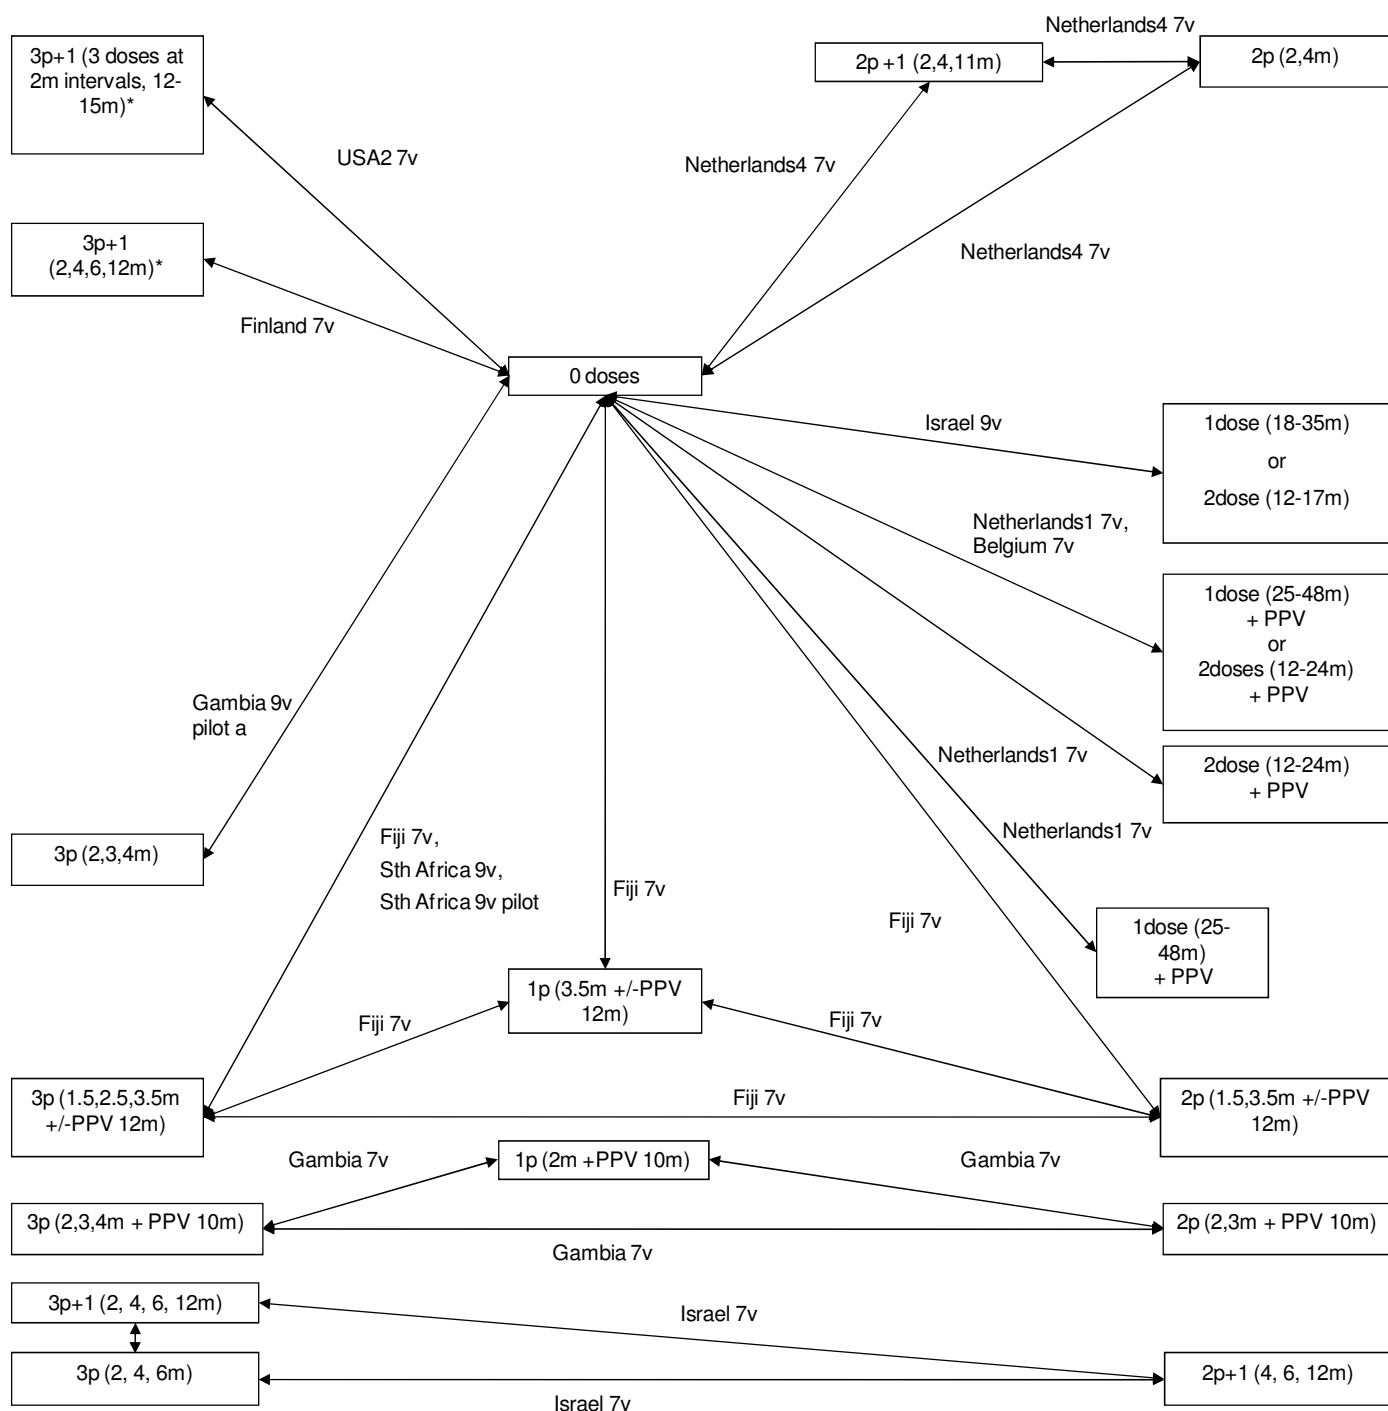 Netherlands4 7v
3p+1 (3 doses at
2m intervals, 12-
15m)*
2p +1 (2,4,11m)
2p (2,4m)
USA2 7v
Netherlands4 7v
3p+1
(2,4,6,12m)*
Netherlands4 7v
Finland 7v
0 doses
Israel 9v
1dose (18-35m)
or
2dose (12-17m)
Netherlands1 7v,
Belgium 7v
1dose (25-48m)
+ PPV
or
2doses (12-24m)
+ PPV
Gambia 9v
pilot a
Netherlands1 7v
2dose (12-24m)
+ PPV
Netherlands1 7v
3p (2,3,4m)
Fiji 7v,
Sth Africa 9v,
Sth Africa 9v pilot
Fiji 7v
Fiji 7v
1dose (25-
48m)
+ PPV
1p (3.5m +/-PPV
12m)
Fiji 7v
Fiji 7v
3p (1.5,2.5,3.5m
+/-PPV 12m)
Fiji 7v
2p (1.5,3.5m +/-PPV
12m)
Gambia 7v
1p (2m +PPV 10m)
Gambia 7v
3p (2,3,4m + PPV 10m)
2p (2,3m + PPV 10m)
Gambia 7v
3p+1 (2, 4, 6, 12m)
Israel 7v
3p (2, 4, 6m)
2p+1 (4, 6, 12m)
Israel 7v